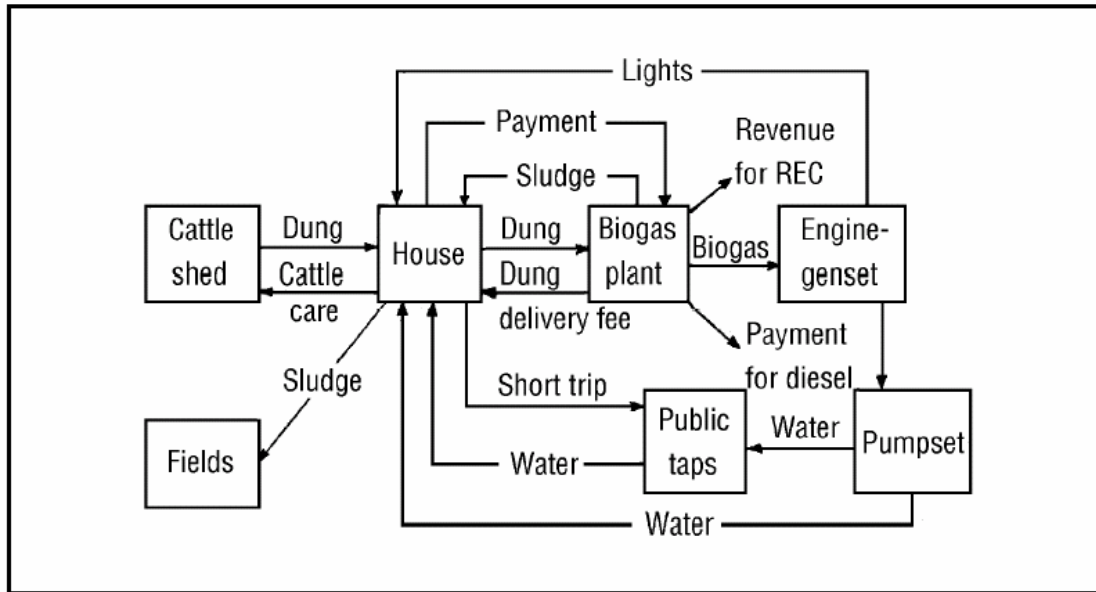 Lights
Payment
Revenue
for REC
Sludge
Cattle
shed
Dung
House
Dung
Biogas
plant
Biogas
Engine-
genset
Cattle
care
Dung
delivery fee
Payment
for diesel
Sludge
Short trip
Fields
Water
Public
taps
Water
Pumpset
Water